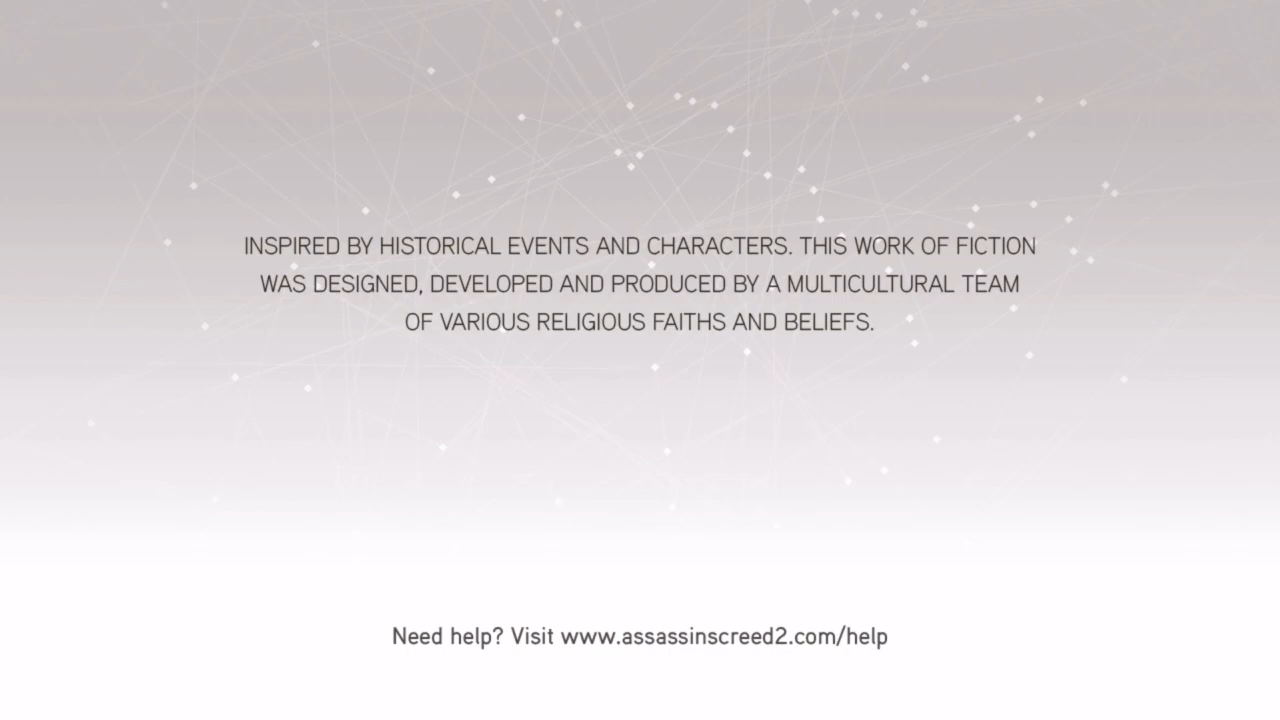 INSPIRED BY HISTORICAL EVENTS AND CHARACTERS. THIS WORK OF FICTION
WAS DESIGNED, DEVELOPED AND PRODUCED BY A MULTICULTURAL TEAM
OF VARIOUS RELIGIOUS FAITHS AND BELIEFS.
Need help? Visit www.assassinscreed2.com/help